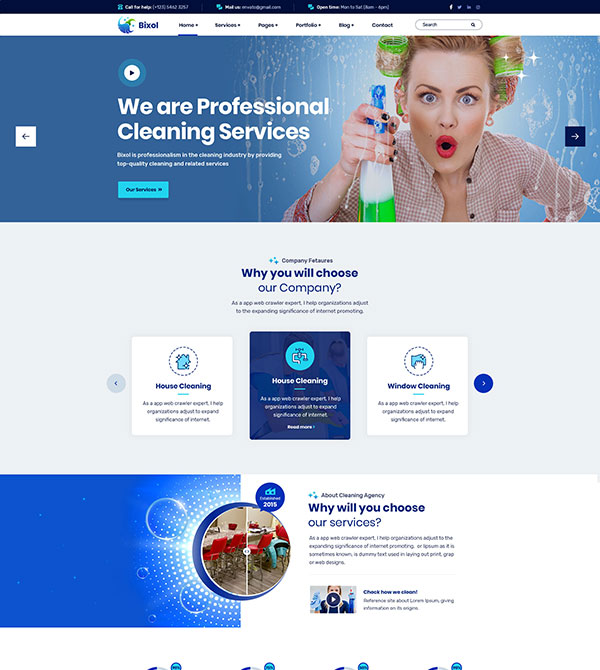 Call for help: (+123) 5462 3257
Mail us: envato@gmail.com
Open time: Mon to Sat (8am - 6pm)
Bixol
Home
Services
Pages
Portfolio
Blog
Contact
Search
We are Professional
Cleaning Services
Bixol is professionalism in the cleaning industry by providing
top-quality cleaning and related services
Our Services
Company Fetaures
Why you will choose
our Company?
As a app web crawler expert, I help organizations adjust
to the expanding significance of internet promoting.
House Cleaning
As a app web crawler expert, I help
organizations adjust to expand
significance of internet.
House Cleaning
As a app web crawler expert, I help
organizations adjust to expand
significance of internet.
Read more
Window Cleaning
As a app web crawler expert, I help
organizations adjust to expand
significance of internet.
Established
2015
About Cleaning Agency
Why will you choose
our services?
As a app web crawler expert, I help organizations adjust to the
expanding significance of internet promoting. or Ipsum as it is
sometimes known, is dummy text used in laying out print, grap
or web designs.
Chack how we clean!
Reference site about Lorem Ipsum, giving
information on its origins.